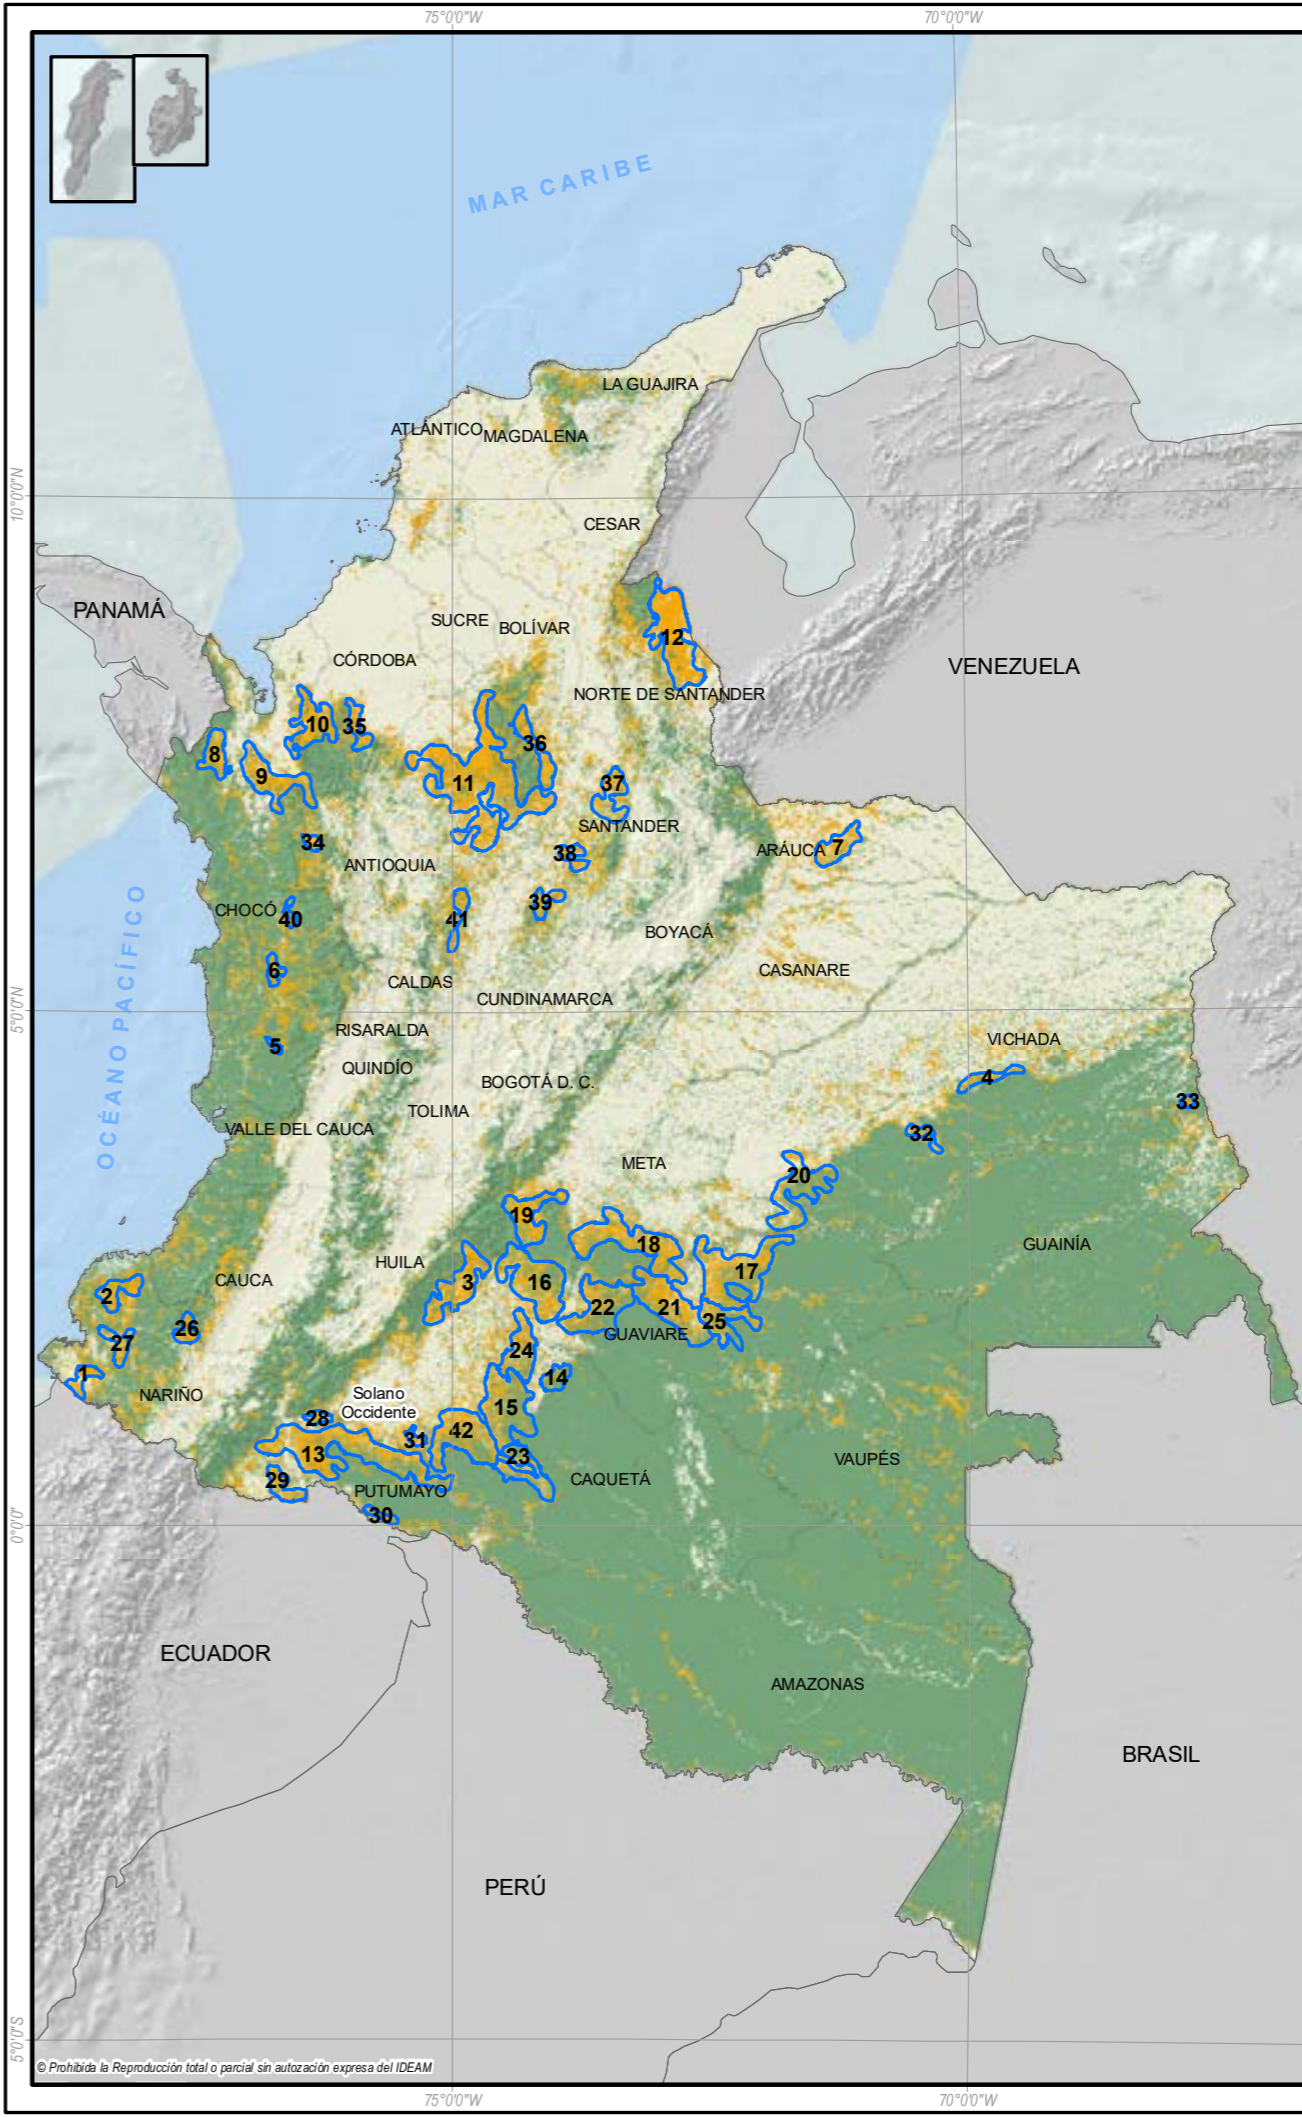 75°0'0"W
70°0'0"W
MAR CARIBE
LA GUAJIRA
ATLÁNTICO
MAGDALENA
10°0'0"N
CESAR
PANAMÁ
SUCRE
BOLÍVAR
12
CÓRDOBA
VENEZUELA
NORTE DE SANTANDER
10
35
36
8
9
11
37
SANTANDER
34
ANTIOQUIA
38
ARÁUCA
7
39
CHOCÓ
40
41
BOYACÁ
OCÉANO PACÍFICO
6
CASANARE
CALDAS
CUNDINAMARCA
5°0'0"N
RISARALDA
5
VICHADA
QUINDÍO
BOGOTÁ D. C.
4
TOLIMA
33
VALLE DEL CAUCA
32
META
20
19
18
GUAINÍA
HUILA
17
CAUCA
3
16
2
22
21
26
25
27
GUAVIARE
24
1
14
NARIÑO
Solano
Occidente
15
28
42
31
13
23
VAUPÉS
29
CAQUETÁ
PUTUMAYO
30
0°0'0"
ECUADOR
AMAZONAS
BRASIL
PERÚ
5°0'0"S
© Prohibida la Reproducción total o parcial sin autozación expresa del IDEAM
75°0'0"W
70°0'0"W